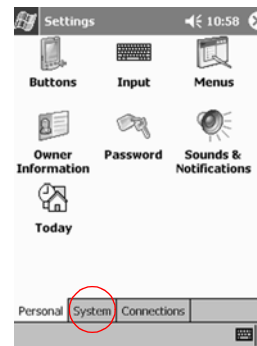 Settings 10:58
Buttons Input Menus
Owner Information Password Sounds & Notifications
Today
Personal System Connections